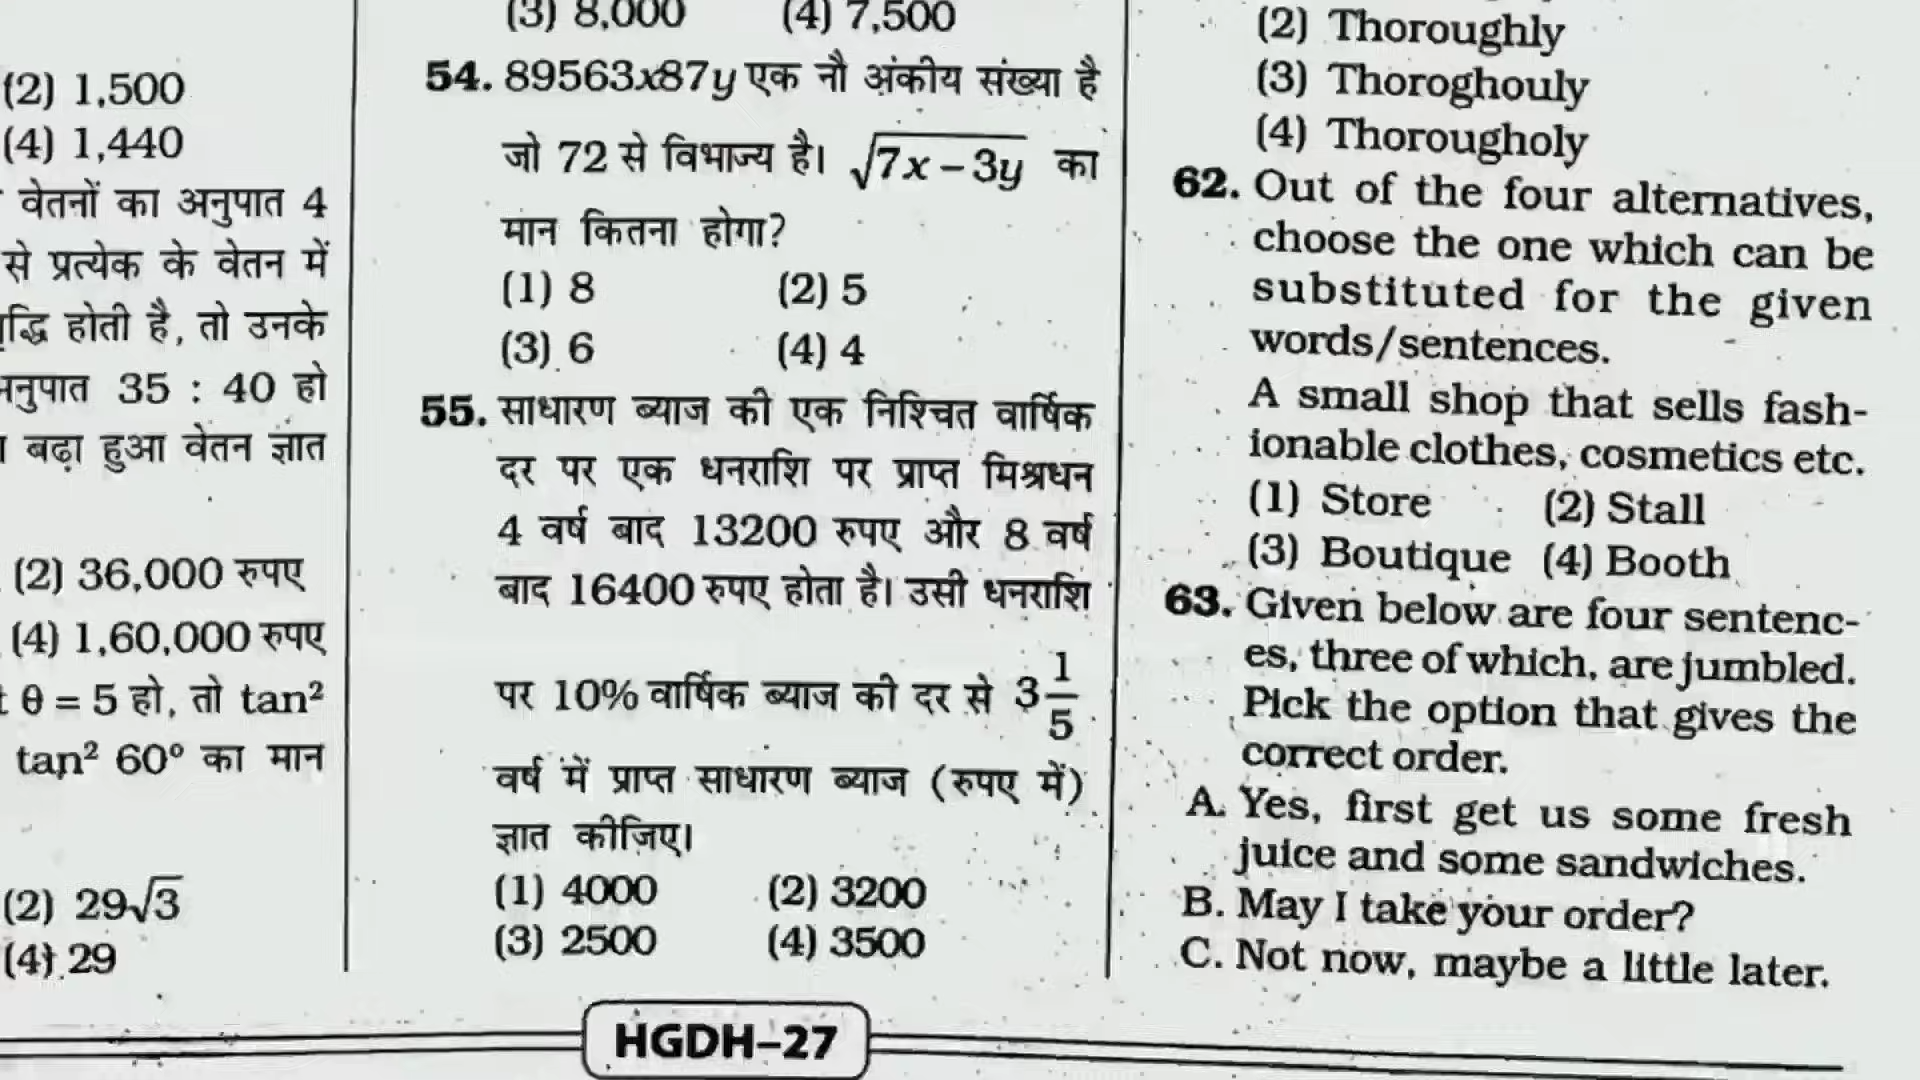 (2) 1,500
(4) 1,440
वेतनों का अनुपात 4
से प्रत्येक के वेतन में
द्धि होती है, तो उनके
अनुपात 35 : 40 हो
बढ़ा हुआ वेतन ज्ञात
(2) 36,000 रुपए
(4) 1,60,000 रुपए
θ = 5 हो, तो tan²
tan² 60° का मान
(2) 29√3
(4) 29
(3) 8,000 (4) 7,500
54. 89563x87y एक नौ अंकीय संख्या है
जो 72 से विभाज्य है। √7x – 3y का
मान कितना होगा?
(1) 8 (2) 5
(3) 6 (4) 4
55. साधारण ब्याज की एक निश्चित वार्षिक
दर पर एक धनराशि पर प्राप्त मिश्रधन
4 वर्ष बाद 13200 रुपए और 8 वर्ष
बाद 16400 रुपए होता है। उसी धनराशि
पर 10% वार्षिक ब्याज की दर से 3 1/5
वर्ष में प्राप्त साधारण ब्याज (रुपए में)
ज्ञात कीजिए।
(1) 4000 (2) 3200
(3) 2500 (4) 3500
(2) Thoroughly
(3) Thoroghouly
(4) Thorougholy
62. Out of the four alternatives,
choose the one which can be
substituted for the given
words/sentences.
A small shop that sells fash-
ionable clothes, cosmetics etc.
(1) Store (2) Stall
(3) Boutique (4) Booth
63. Given below are four sentenc-
es, three of which, are jumbled.
Pick the option that gives the
correct order.
A. Yes, first get us some fresh
juice and some sandwiches.
B. May I take your order?
C. Not now, maybe a little later.
HGDH–27